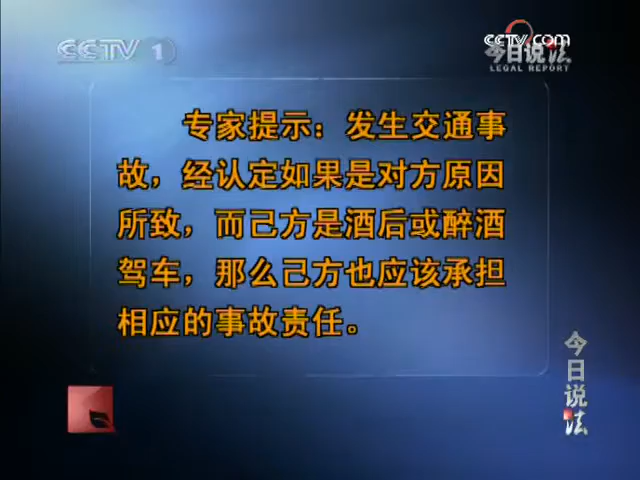 CCTV 1
CCTV.com
今日说法
LEGAL REPORT
专家提示：发生交通事
故，经认定如果是对方原因
所致，而己方是酒后或醉酒
驾车，那么己方也应该承担
相应的事故责任。
今日说法